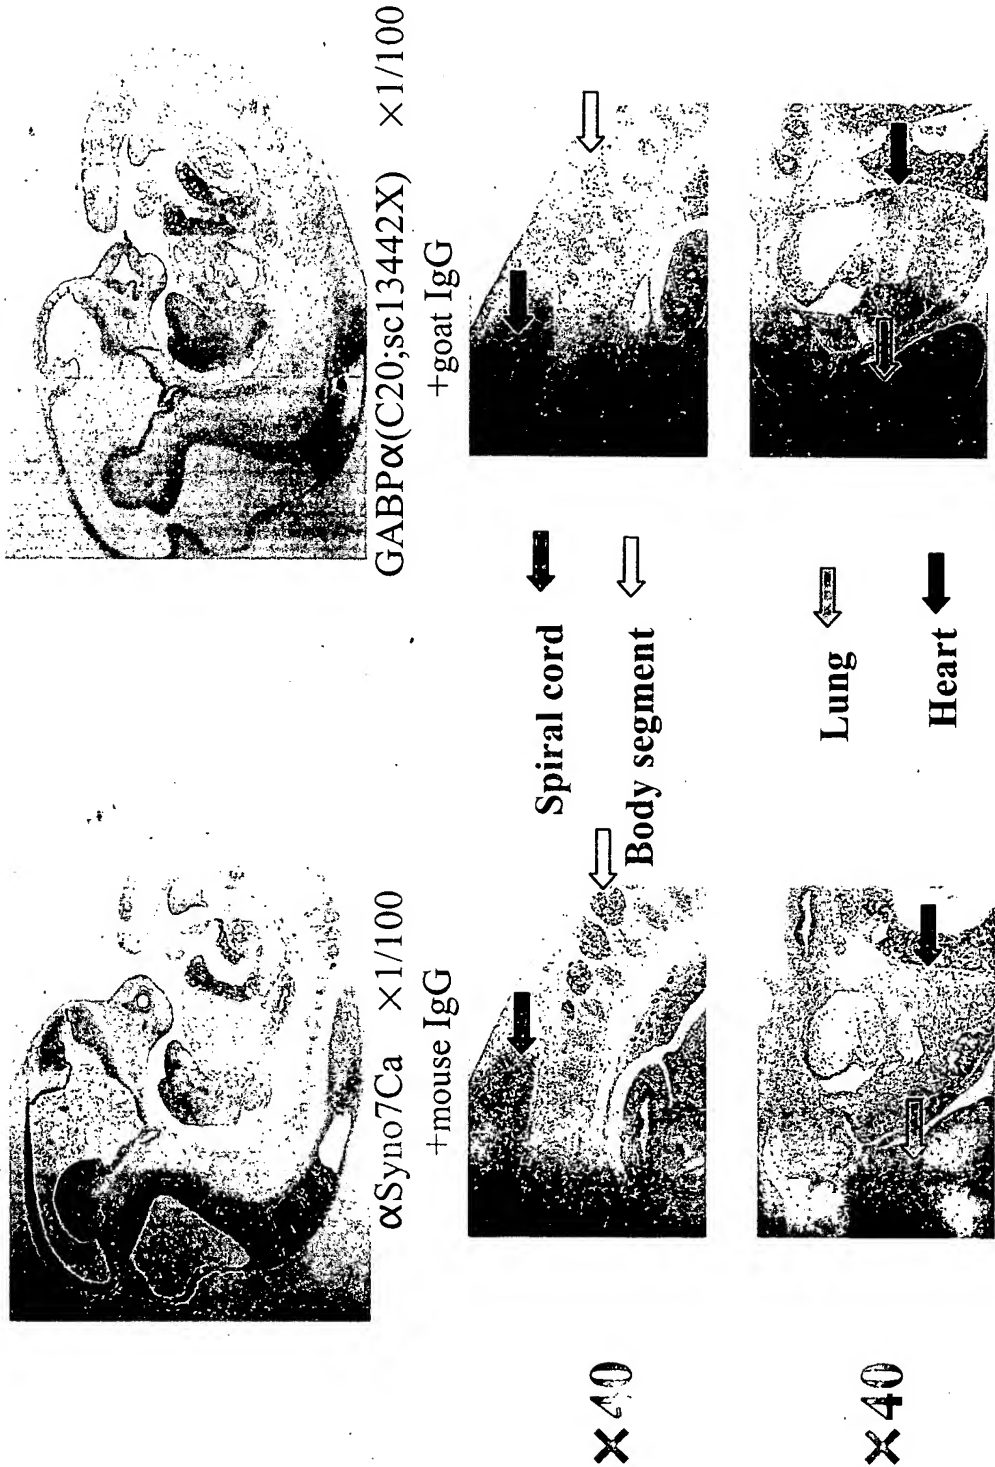 αSyno7Ca ×1/100
+mouse IgG
GABPα(C20;sc13442X) ×1/100
+goat IgG
×40
Spiral cord
Body segment
×40
Lung
Heart